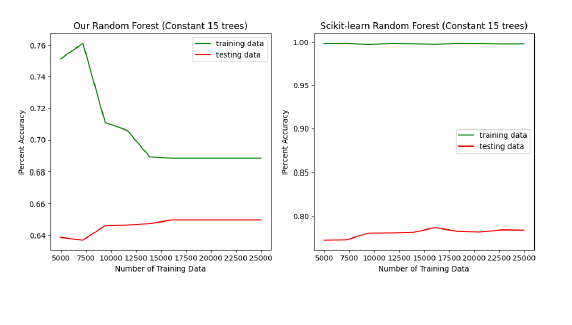 Our Random Forest (Constant 15 trees)
0.76
0.74
0.72
0.70
0.68
0.66
0.64
lPercent Accuracy
training data
testing data
5000 7500 10000 12500 15000 17500 20000 22500 25000
Number of Training Data
Scikit-learn Random Forest (Constant 15 trees)
1.00
0.95
0.90
0.85
0.80
lPercent Accuracy
training data
testing data
5000 7500 10000 12500 15000 17500 20000 22500 25000
Number of Training Data